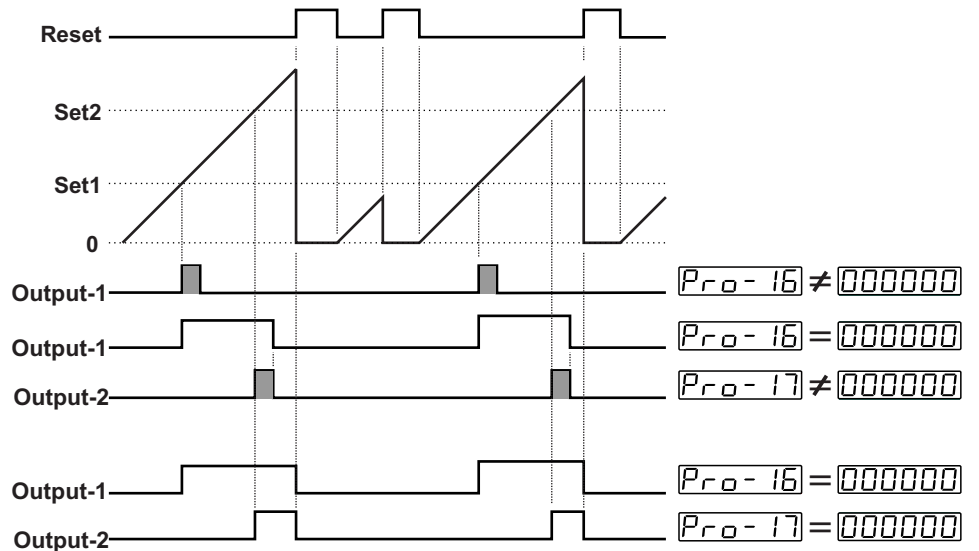 Reset
Set2
Set1
0
Output-1 Pro-16 ≠ 000000
Output-1 Pro-16 = 000000
Output-2 Pro-17 ≠ 000000
Output-1 Pro-16 = 000000
Output-2 Pro-17 = 000000